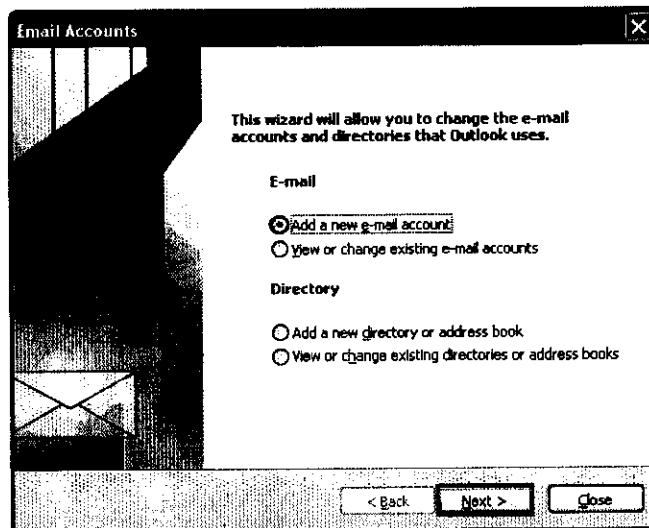 Email Accounts
This wizard will allow you to change the e-mail
accounts and directories that Outlook uses.
E-mail
Add a new e-mail account
View or change existing e-mail accounts
Directory
Add a new directory or address book
View or change existing directories or address books
< Back
Next >
Close